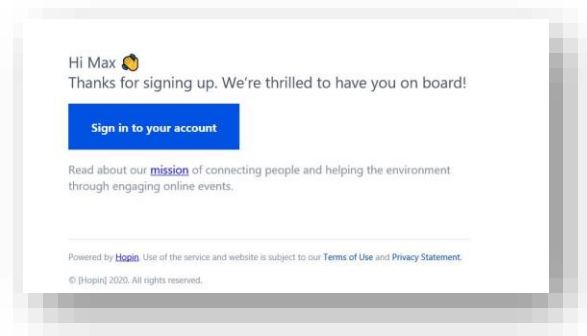 Hi Max 👏
Thanks for signing up. We're thrilled to have you on board!
Sign in to your account
Read about our mission of connecting people and helping the environment
through engaging online events.
Powered by Hopin. Use of the service and website is subject to our Terms of Use and Privacy Statement.
© [Hopin] 2020. All rights reserved.